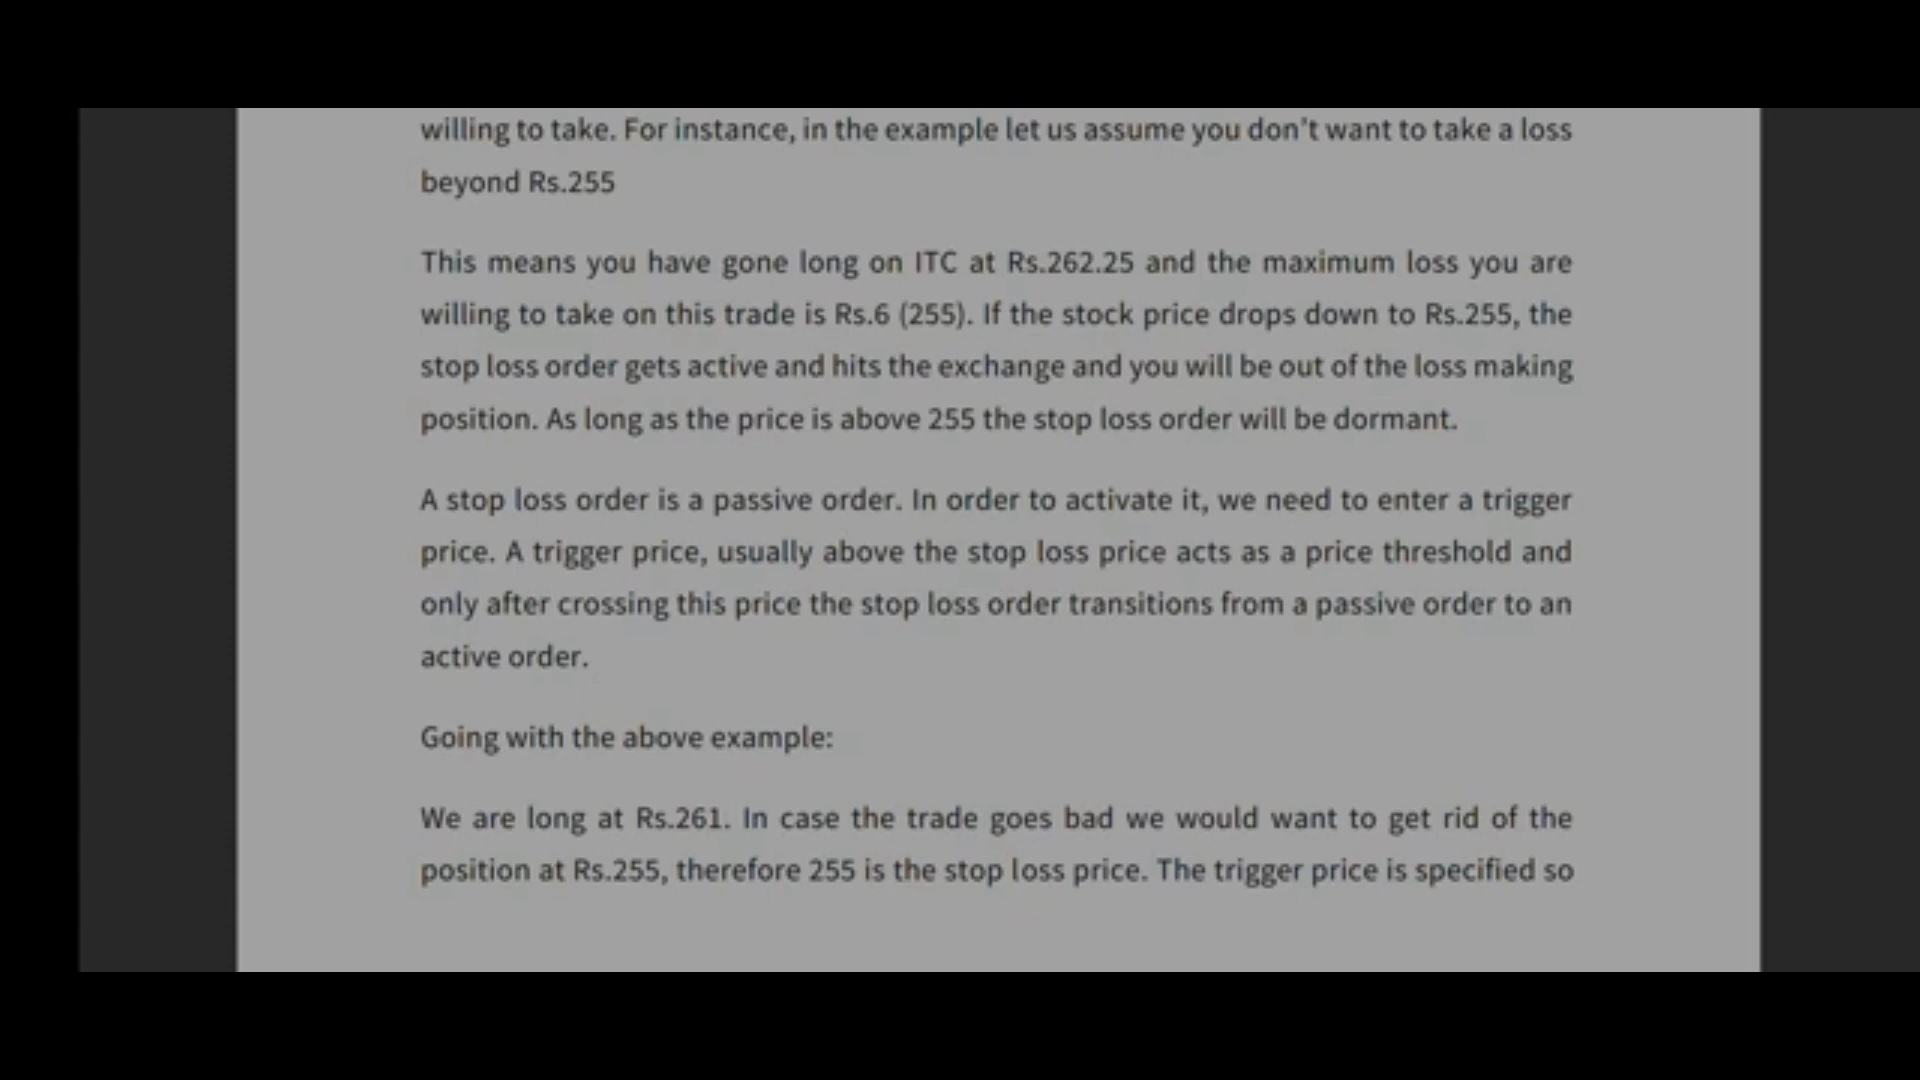 willing to take. For instance, in the example let us assume you don't want to take a loss
beyond Rs.255
This means you have gone long on ITC at Rs.262.25 and the maximum loss you are
willing to take on this trade is Rs.6 (255). If the stock price drops down to Rs.255, the
stop loss order gets active and hits the exchange and you will be out of the loss making
position. As long as the price is above 255 the stop loss order will be dormant.
A stop loss order is a passive order. In order to activate it, we need to enter a trigger
price. A trigger price, usually above the stop loss price acts as a price threshold and
only after crossing this price the stop loss order transitions from a passive order to an
active order.
Going with the above example:
We are long at Rs.261. In case the trade goes bad we would want to get rid of the
position at Rs.255, therefore 255 is the stop loss price. The trigger price is specified so